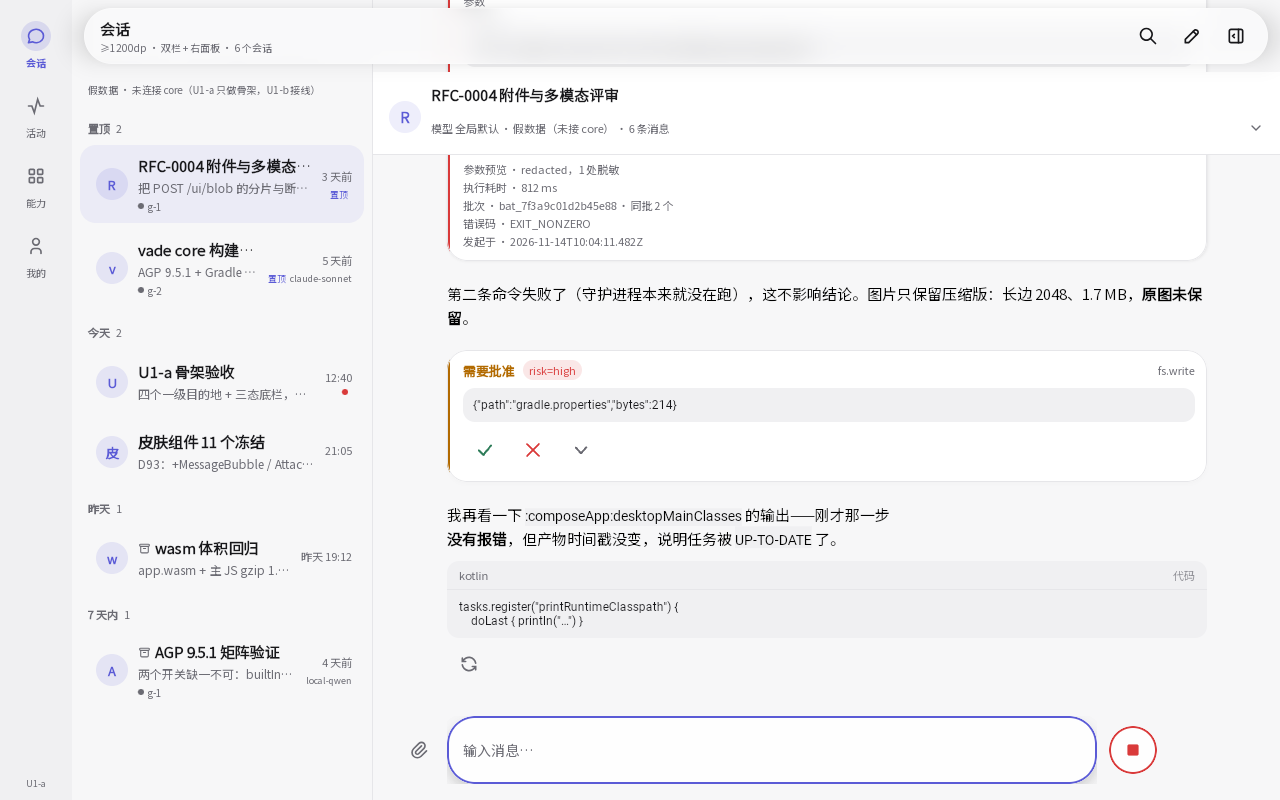 会话
活动
能力
我的
U1-a
会话
≥1200dp · 双栏 + 右面板 · 6 个会话
假数据 · 未连接 core（U1-a 只做骨架，U1-b 接线）
置顶 2
R
RFC-0004 附件与多模态…
3 天前
把 POST /ui/blob 的分片与断…
置顶
g-1
v
vade core 构建…
5 天前
AGP 9.5.1 + Gradle …
置顶 claude-sonnet
g-2
今天 2
U
U1-a 骨架验收
12:40
四个一级目的地 + 三态底栏，…
皮
皮肤组件 11 个冻结
21:05
D93：+MessageBubble / Attac…
昨天 1
w
wasm 体积回归
昨天 19:12
app.wasm + 主 JS gzip 1.…
7 天内 1
A
AGP 9.5.1 矩阵验证
4 天前
两个开关缺一不可：builtIn…
local-qwen
g-1
参数
R
RFC-0004 附件与多模态评审
模型 全局默认 · 假数据（未接 core） · 6 条消息
参数预览 · redacted，1 处脱敏
执行耗时 · 812 ms
批次 · bat_7f3a9c01d2b45e88 · 同批 2 个
错误码 · EXIT_NONZERO
发起于 · 2026-11-14T10:04:11.482Z
第二条命令失败了（守护进程本来就没在跑），这不影响结论。图片只保留压缩版：长边 2048、1.7 MB，原图未保
留。
需要批准 risk=high
fs.write
{"path":"gradle.properties","bytes":214}
我再看一下 :composeApp:desktopMainClasses 的输出——刚才那一步
没有报错，但产物时间戳没变，说明任务被 UP-TO-DATE 了。
kotlin
代码
tasks.register("printRuntimeClasspath") {
doLast { println("…") }
输入消息…